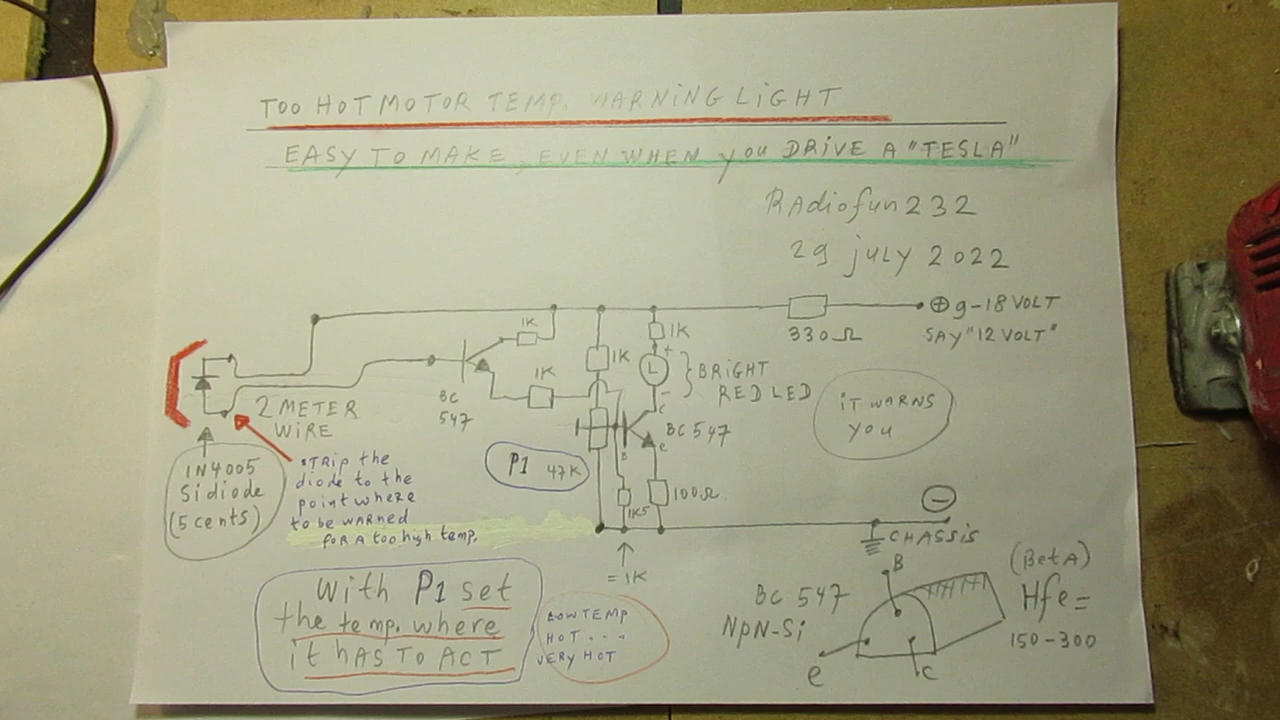 TOO HOT MOTOR TEMP. WARNING LIGHT
EASY TO MAKE, EVEN WHEN you DRIVE A "TESLA"
RADiofun232
29 july 2022
⊕ 9-18 VOLT
SAY "12 VOLT"
330Ω
1K
1K
1K
1K
L
+
-
BRIGHT
RED LED
BC
547
c
B
e
BC 547
iT WARNS
you
2 METER
WiRE
1N4005
Si diode
(5 cents)
STRIP the
diode to the
point where
to be WARNED
FOR A too high temp.
P1 47K
1K5
100Ω
= 1K
⊖
CHASSiS
With P1 set
the temp. where
it hAS TO ACT
LOW TEMP
HOT . . .
VERY HOT
BC 547
NpN-Si
B
e
C
(BetA)
Hfe =
150-300